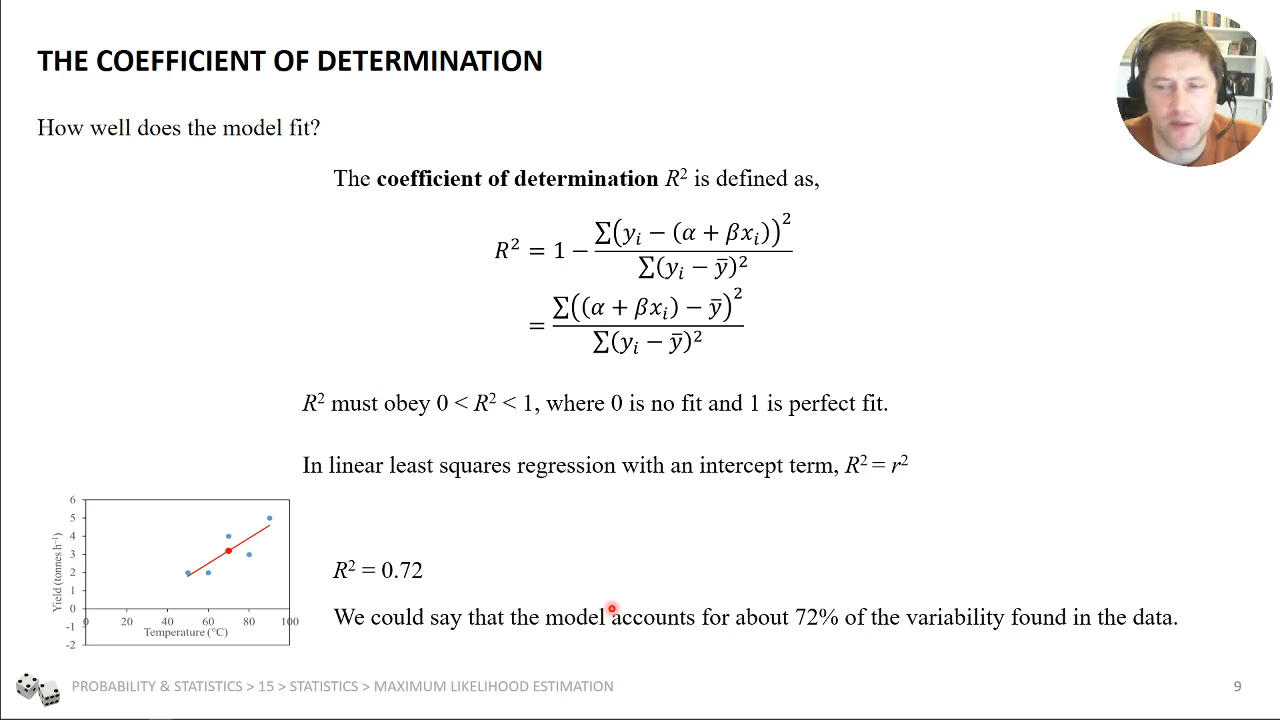 THE COEFFICIENT OF DETERMINATION
How well does the model fit?
The coefficient of determination R² is defined as,
R² = 1 − ∑(yᵢ − (α + βxᵢ))² / ∑(yᵢ − ȳ)²
= ∑((α + βxᵢ) − ȳ)² / ∑(yᵢ − ȳ)²
R² must obey 0 < R² < 1, where 0 is no fit and 1 is perfect fit.
In linear least squares regression with an intercept term, R² = r²
6
5
4
3
2
1
0
-1
-2
Yield (tonnes h⁻¹)
0 20 40 60 80 100
Temperature (°C)
R² = 0.72
We could say that the model accounts for about 72% of the variability found in the data.
PROBABILITY & STATISTICS > 15 > STATISTICS > MAXIMUM LIKELIHOOD ESTIMATION
9